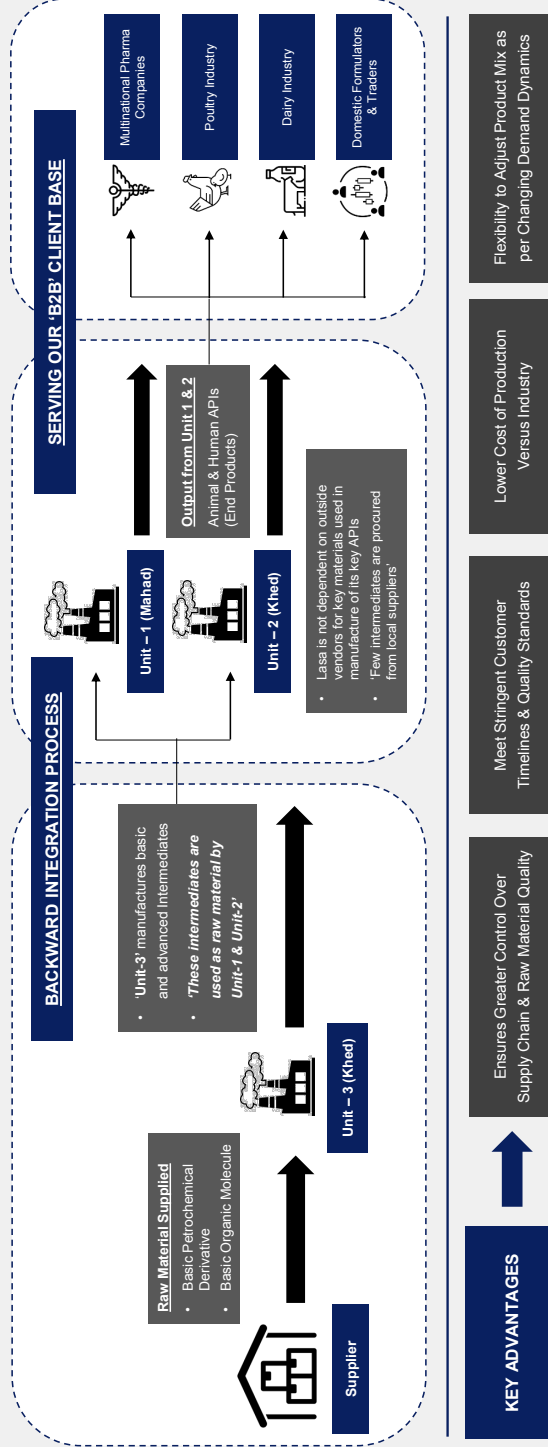 BACKWARD INTEGRATION PROCESS
SERVING OUR ‘B2B’ CLIENT BASE
Supplier
Raw Material Supplied
• Basic Petrochemical
Derivative
• Basic Organic Molecule
Unit – 3 (Khed)
• ‘Unit-3’ manufactures basic
and advanced Intermediates
• ‘These intermediates are
used as raw material by
Unit-1 & Unit-2’
Unit – 1 (Mahad)
Unit – 2 (Khed)
• Lasa is not dependent on outside
vendors for key materials used in
manufacture of its key APIs
• ‘Few intermediates are procured
from local suppliers’
Output from Unit 1 & 2
Animal & Human APIs
(End Products)
Multinational Pharma
Companies
Poultry Industry
Dairy Industry
Domestic Formulators
& Traders
KEY ADVANTAGES
Ensures Greater Control Over
Supply Chain & Raw Material Quality
Meet Stringent Customer
Timelines & Quality Standards
Lower Cost of Production
Versus Industry
Flexibility to Adjust Product Mix as
per Changing Demand Dynamics